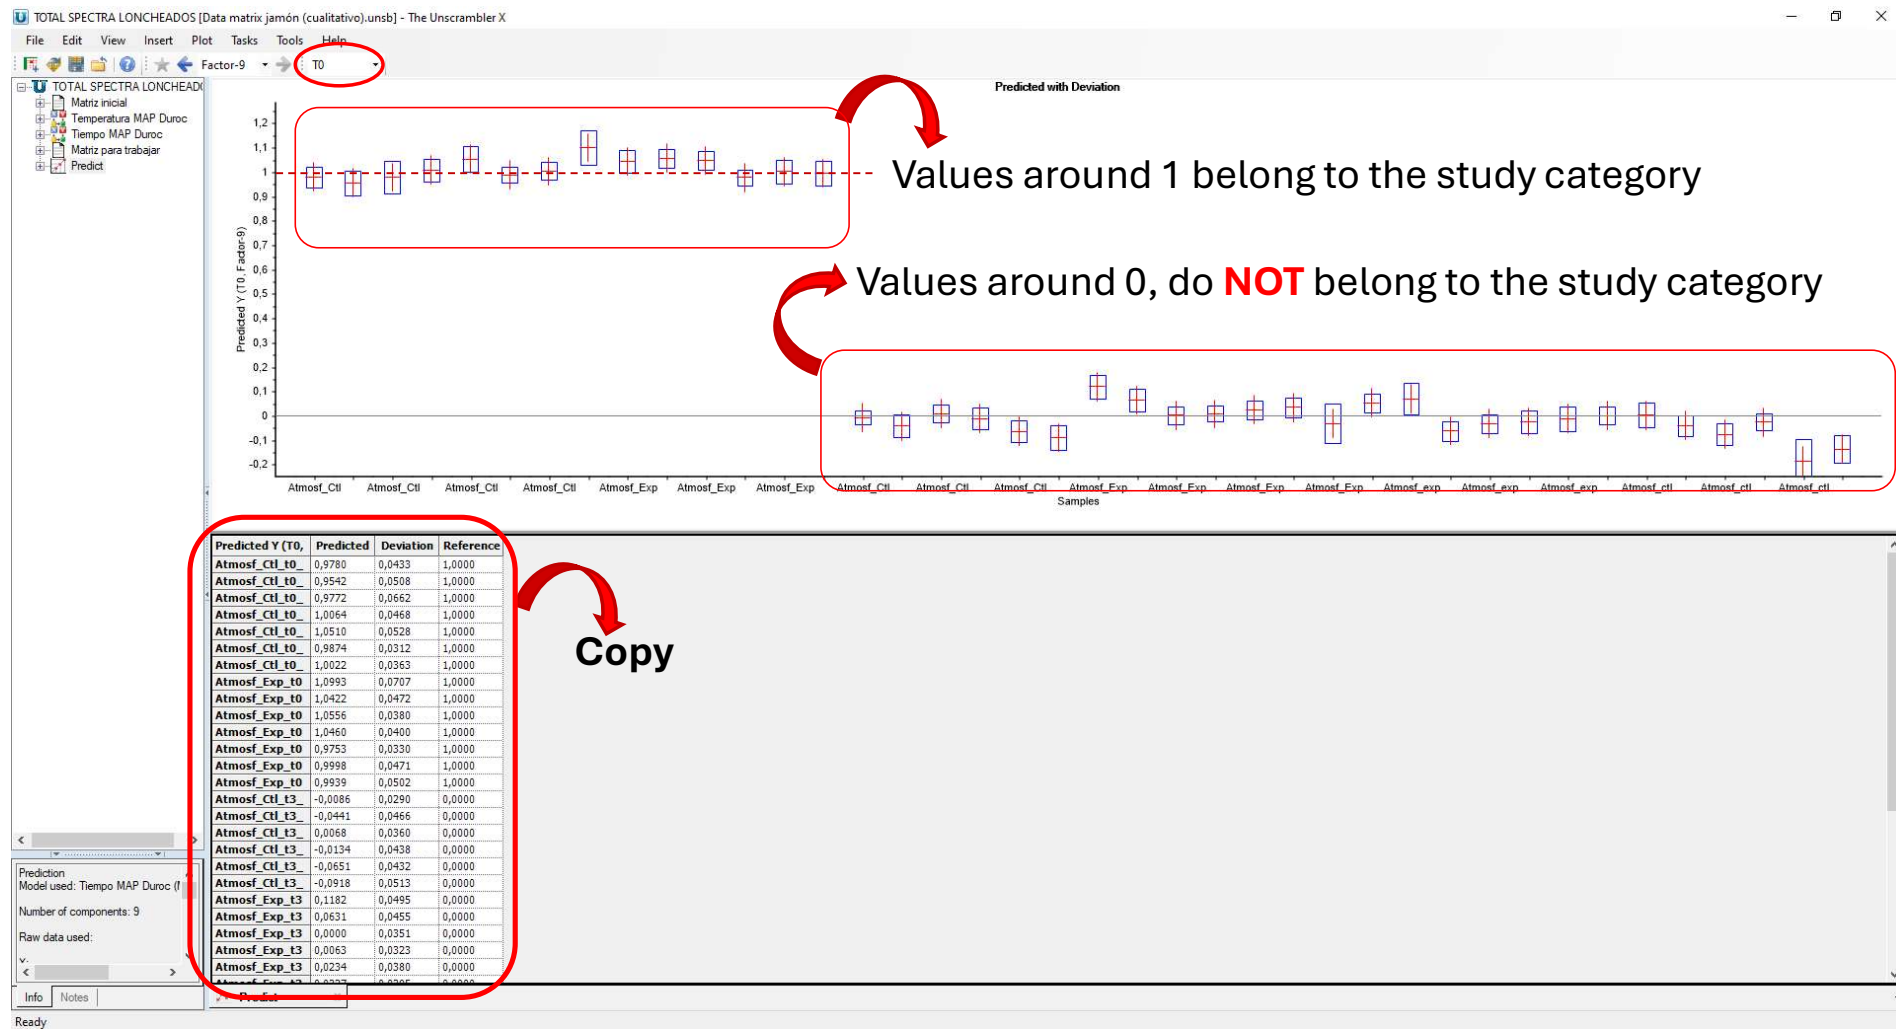 TOTAL SPECTRA LONCHEADOS [Data matrix jamón (cualitativo).unsb] - The Unscrambler X
File Edit View Insert Plot Tasks Tools Help
Factor-9 T0
TOTAL SPECTRA LONCHEADO
Matriz inicial
Temperatura MAP Duroc
Tiempo MAP Duroc
Matriz para trabajar
Predict
Predicted with Deviation
Predicted Y (T0, Factor-9)
1,2
1,1
1
0,9
0,8
0,7
0,6
0,5
0,4
0,3
0,2
0,1
0
-0,1
-0,2
Values around 1 belong to the study category
Values around 0, do NOT belong to the study category
Atmosf_Ctl Atmosf_Ctl Atmosf_Ctl Atmosf_Ctl Atmosf_Exp Atmosf_Exp Atmosf_Exp Atmosf_Ctl Atmosf_Ctl Atmosf_Ctl Atmosf_Exp Atmosf_Exp Atmosf_Exp Atmosf_Exp Atmosf_exp Atmosf_exp Atmosf_exp Atmosf_ctl Atmosf_ctl Atmosf_ctl
Samples
Predicted Y (T0, Predicted Deviation Reference
Atmosf_Ctl_t0_ 0,9780 0,0433 1,0000
Atmosf_Ctl_t0_ 0,9542 0,0508 1,0000
Atmosf_Ctl_t0_ 0,9772 0,0662 1,0000
Atmosf_Ctl_t0_ 1,0064 0,0468 1,0000
Atmosf_Ctl_t0_ 1,0510 0,0528 1,0000
Atmosf_Ctl_t0_ 0,9874 0,0312 1,0000
Atmosf_Ctl_t0_ 1,0022 0,0363 1,0000
Atmosf_Exp_t0 1,0993 0,0707 1,0000
Atmosf_Exp_t0 1,0422 0,0472 1,0000
Atmosf_Exp_t0 1,0556 0,0380 1,0000
Atmosf_Exp_t0 1,0460 0,0400 1,0000
Atmosf_Exp_t0 0,9753 0,0330 1,0000
Atmosf_Exp_t0 0,9998 0,0471 1,0000
Atmosf_Exp_t0 0,9939 0,0502 1,0000
Atmosf_Ctl_t3_ -0,0086 0,0290 0,0000
Atmosf_Ctl_t3_ -0,0441 0,0466 0,0000
Atmosf_Ctl_t3_ 0,0068 0,0360 0,0000
Atmosf_Ctl_t3_ -0,0134 0,0438 0,0000
Atmosf_Ctl_t3_ -0,0651 0,0432 0,0000
Atmosf_Ctl_t3_ -0,0918 0,0513 0,0000
Atmosf_Exp_t3 0,1182 0,0495 0,0000
Atmosf_Exp_t3 0,0631 0,0455 0,0000
Atmosf_Exp_t3 0,0000 0,0351 0,0000
Atmosf_Exp_t3 0,0063 0,0323 0,0000
Atmosf_Exp_t3 0,0234 0,0380 0,0000
Copy
Prediction
Model used: Tiempo MAP Duroc (
Number of components: 9
Raw data used:
Info Notes
Predict
Ready